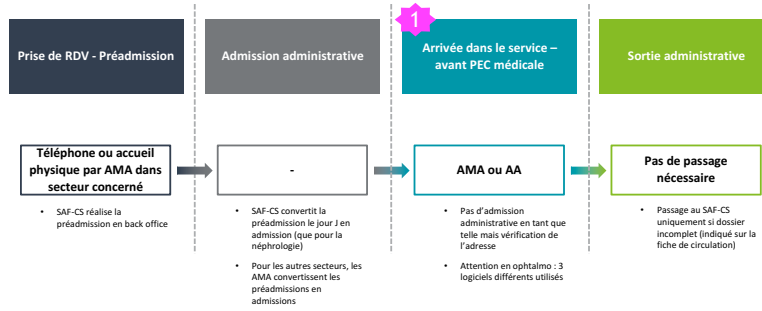 Prise de RDV - Préadmission
Admission administrative
1
Arrivée dans le service –
avant PEC médicale
Sortie administrative
Téléphone ou accueil
physique par AMA dans
secteur concerné
-
AMA ou AA
Pas de passage
nécessaire
• SAF-CS réalise la
préadmission en back office
• SAF-CS convertit la
préadmission le jour J en
admission (que pour la
néphrologie)
• Pour les autres secteurs, les
AMA convertissent les
préadmissions en
admissions
• Pas d’admission
administrative en tant que
telle mais vérification de
l’adresse
• Attention en ophtalmo : 3
logiciels différents utilisés
• Passage au SAF-CS
uniquement si dossier
incomplet (indiqué sur la
fiche de circulation)